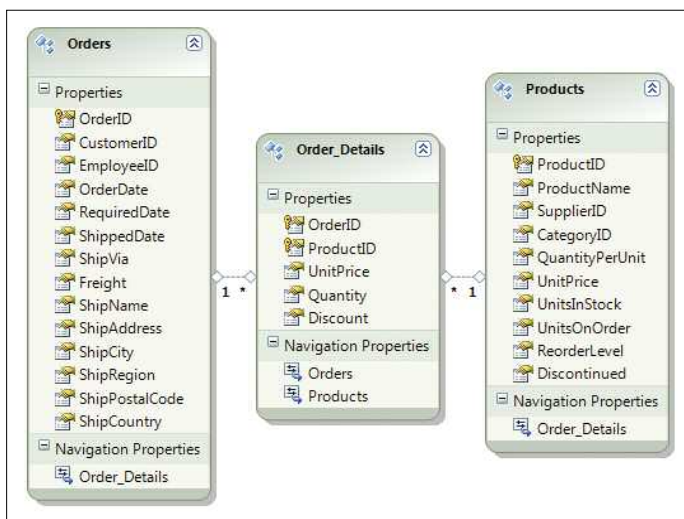 Orders
Properties
OrderID
CustomerID
EmployeeID
OrderDate
RequiredDate
ShippedDate
ShipVia
Freight
ShipName
ShipAddress
ShipCity
ShipRegion
ShipPostalCode
ShipCountry
Navigation Properties
Order_Details
1 *
Order_Details
Properties
OrderID
ProductID
UnitPrice
Quantity
Discount
Navigation Properties
Orders
Products
* 1
Products
Properties
ProductID
ProductName
SupplierID
CategoryID
QuantityPerUnit
UnitPrice
UnitsInStock
UnitsOnOrder
ReorderLevel
Discontinued
Navigation Properties
Order_Details